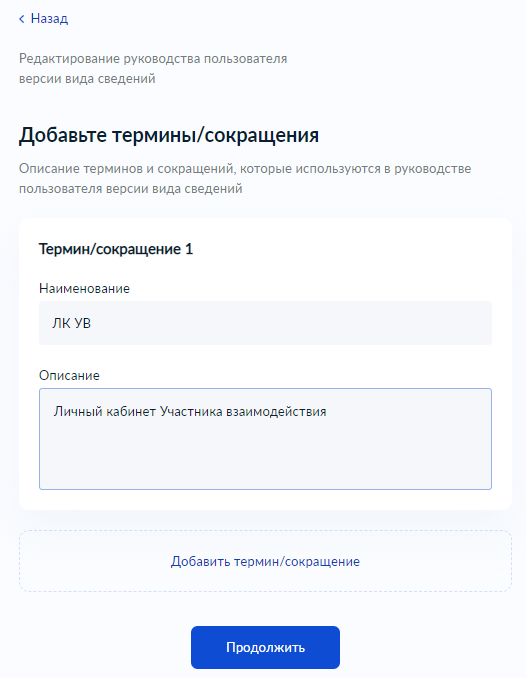 Назад
Редактирование руководства пользователя
версии вида сведений
Добавьте термины/сокращения
Описание терминов и сокращений, которые используются в руководстве
пользователя версии вида сведений
Термин/сокращение 1
Наименование
ЛК УВ
Описание
Личный кабинет Участника взаимодействия
Добавить термин/сокращение
Продолжить